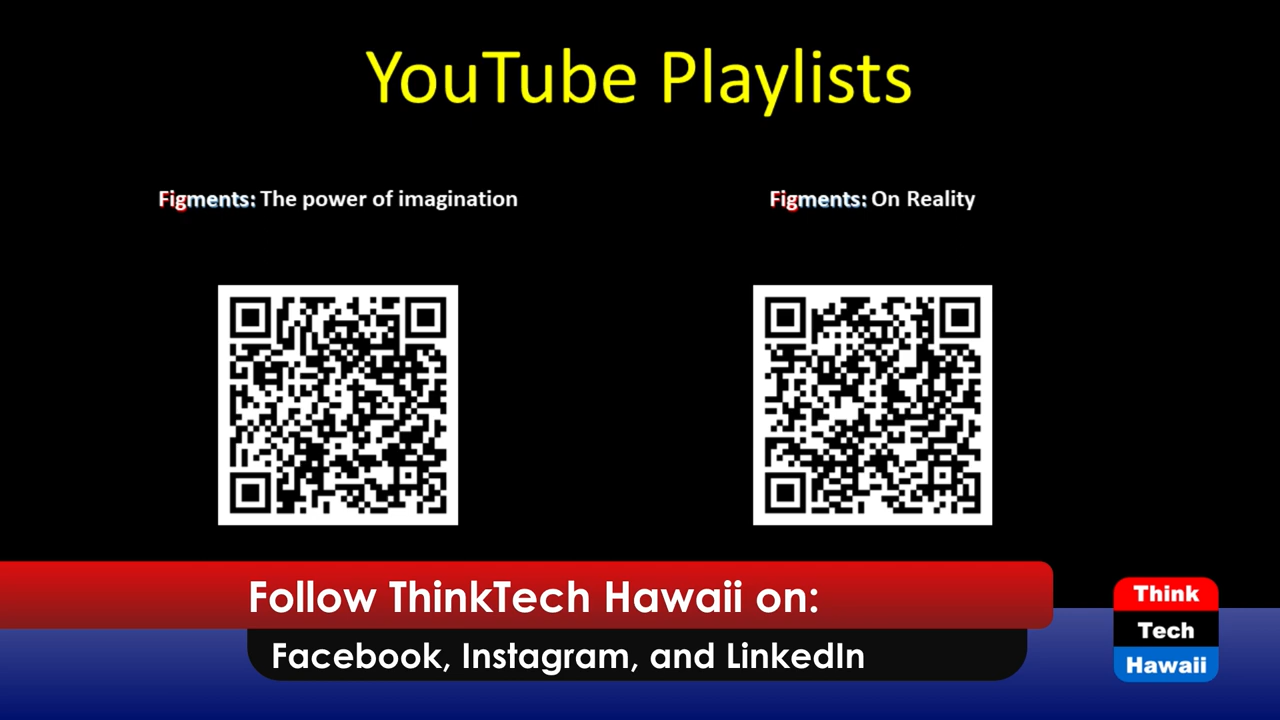 YouTube Playlists
Figments: The power of imagination
Figments: On Reality
Follow ThinkTech Hawaii on:
Facebook, Instagram, and LinkedIn
Think
Tech
Hawaii